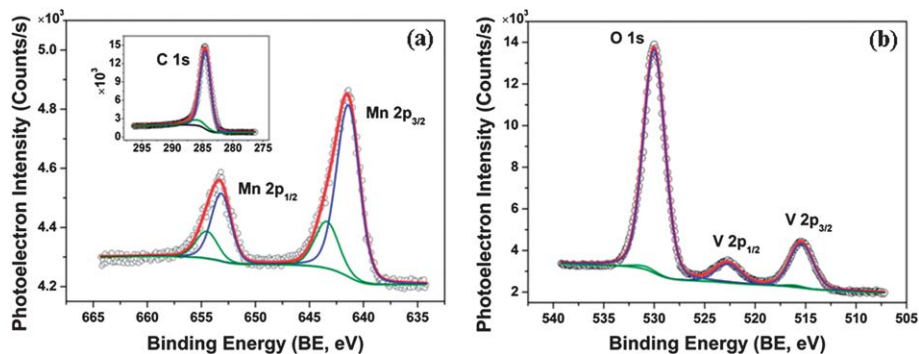 ×10³
(a)
5.0
4.8
4.6
4.4
4.2
Photoelectron Intensity (Counts/s)
C 1s
15
12
9
6
3
0
×10³
295 290 285 280 275
Mn 2p₃/₂
Mn 2p₁/₂
665 660 655 650 645 640 635
Binding Energy (BE, eV)
×10³
(b)
14
12
10
8
6
4
2
Photoelectron Intensity (Counts/s)
O 1s
V 2p₃/₂
V 2p₁/₂
540 535 530 525 520 515 510 505
Binding Energy (BE, eV)